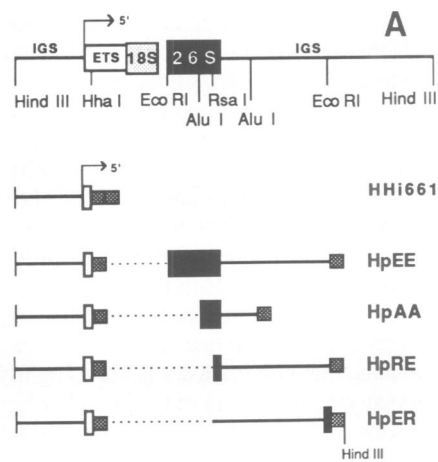 A
5'
IGS IGS
ETS 18S 26S
Hind III Hha I Eco RI Rsa I Eco RI Hind III
Alu I Alu I
5'
HHi661
HpEE
HpAA
HpRE
HpER
Hind III